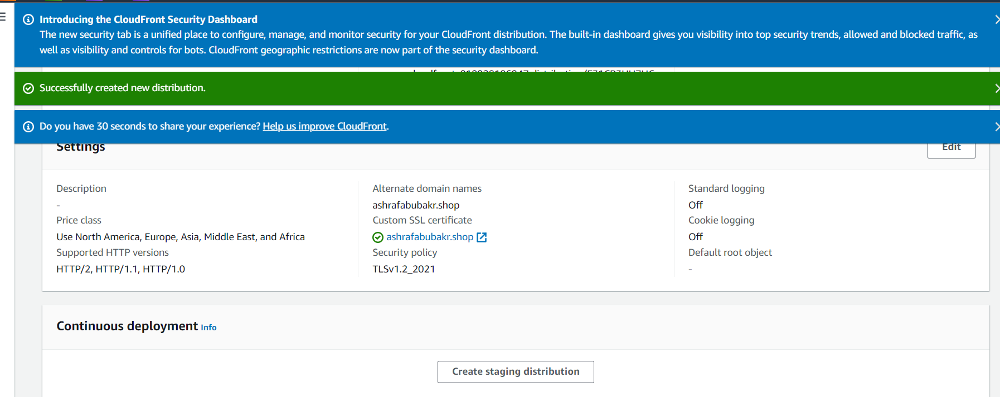 Introducing the CloudFront Security Dashboard
The new security tab is a unified place to configure, manage, and monitor security for your CloudFront distribution. The built-in dashboard gives you visibility into top security trends, allowed and blocked traffic, as
well as visibility and controls for bots. CloudFront geographic restrictions are now part of the security dashboard.
Successfully created new distribution.
Do you have 30 seconds to share your experience? Help us improve CloudFront.
Settings
Edit
Description
-
Price class
Use North America, Europe, Asia, Middle East, and Africa
Supported HTTP versions
HTTP/2, HTTP/1.1, HTTP/1.0
Alternate domain names
ashrafabubakr.shop
Custom SSL certificate
ashrafabubakr.shop
Security policy
TLSv1.2_2021
Standard logging
Off
Cookie logging
Off
Default root object
-
Continuous deployment Info
Create staging distribution